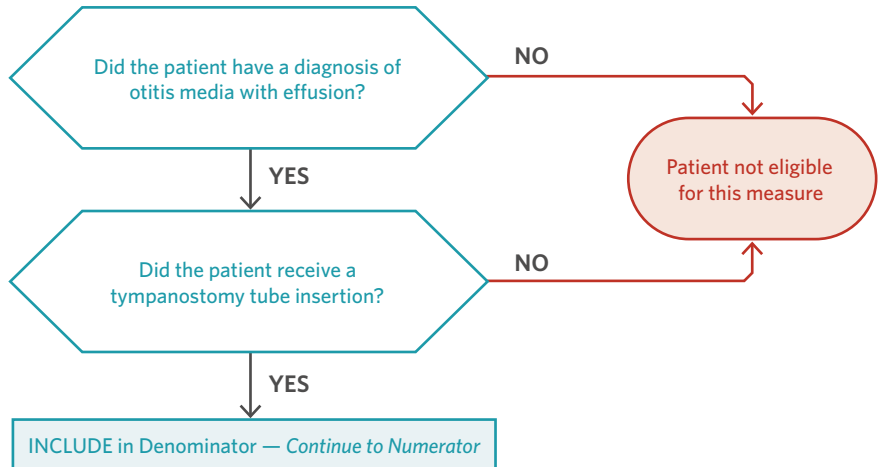 Did the patient have a diagnosis of
otitis media with effusion?
NO
Patient not eligible
for this measure
YES
Did the patient receive a
tympanostomy tube insertion?
NO
YES
INCLUDE in Denominator — Continue to Numerator